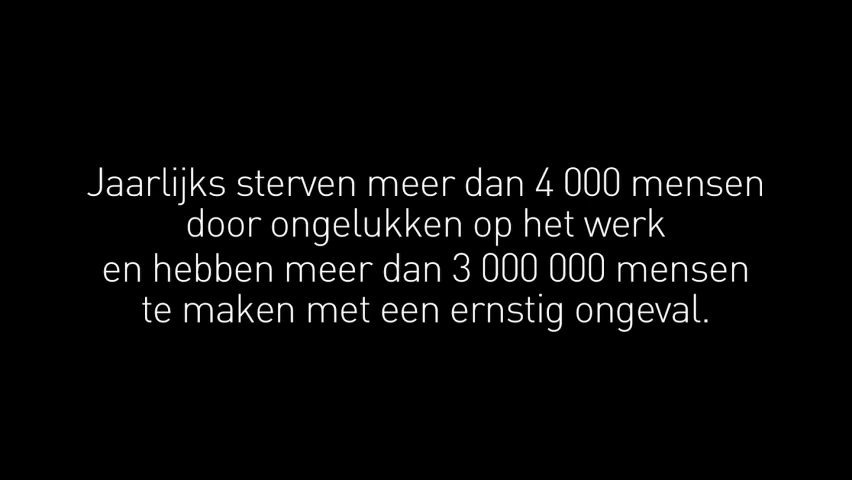 Jaarlijks sterven meer dan 4 000 mensen
door ongelukken op het werk
en hebben meer dan 3 000 000 mensen
te maken met een ernstig ongeval.